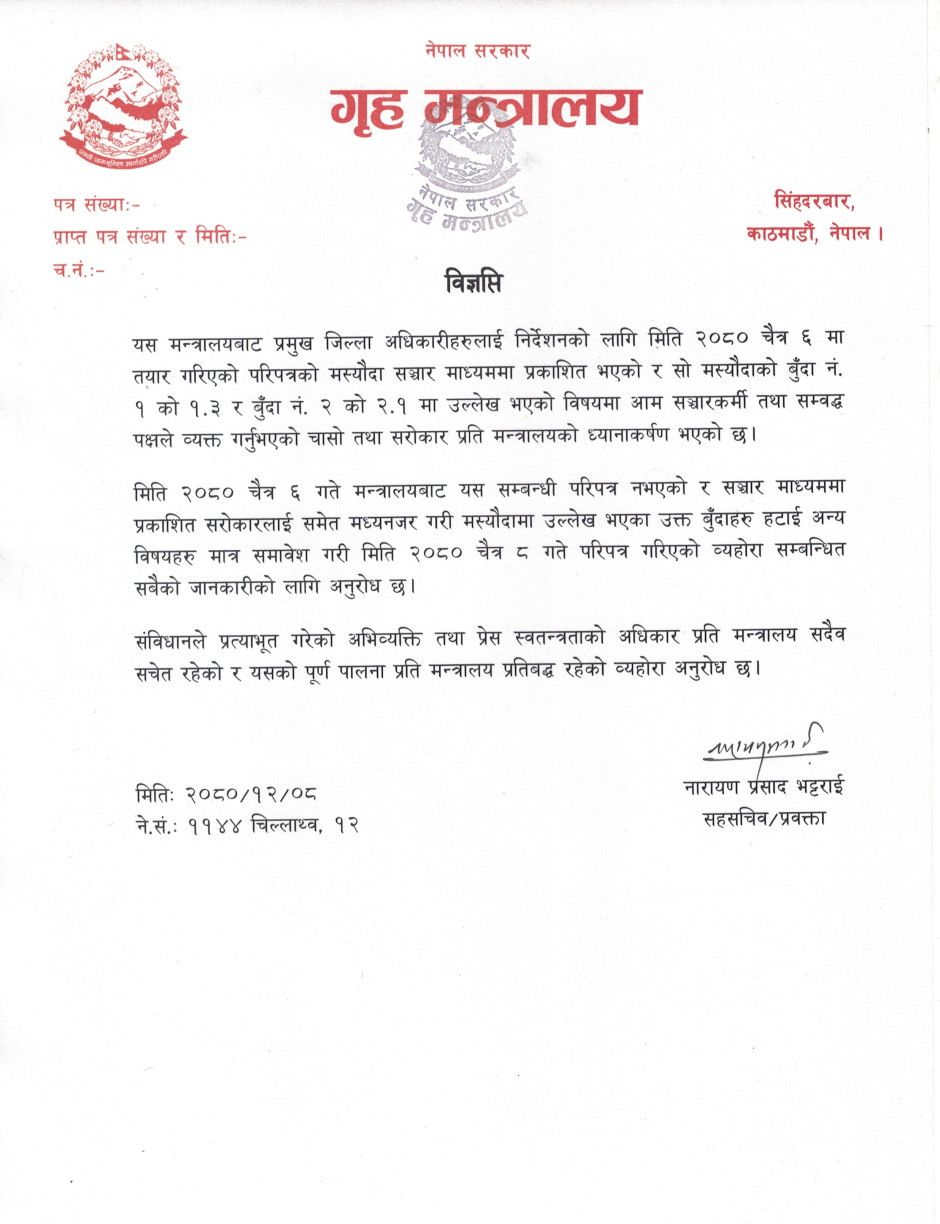 नेपाल सरकार
गृह मन्त्रालय
नेपाल सरकार
गृह मन्त्रालय
पत्र संख्याः-
प्राप्त पत्र संख्या र मितिः-
च.नं.ः-
सिंहदरबार,
काठमाडौं, नेपाल ।
विज्ञप्ति
यस मन्त्रालयबाट प्रमुख जिल्ला अधिकारीहरुलाई निर्देशनको लागि मिति २०८० चैत्र ६ मा
तयार गरिएको परिपत्रको मस्यौदा सञ्चार माध्यममा प्रकाशित भएको र सो मस्यौदाको बुँदा नं.
१ को १.३ र बुँदा नं. २ को २.१ मा उल्लेख भएको विषयमा आम सञ्चारकर्मी तथा सम्वद्ध
पक्षले व्यक्त गर्नुभएको चासो तथा सरोकार प्रति मन्त्रालयको ध्यानाकर्षण भएको छ।
मिति २०८० चैत्र ६ गते मन्त्रालयबाट यस सम्बन्धी परिपत्र नभएको र सञ्चार माध्यममा
प्रकाशित सरोकारलाई समेत मध्यनजर गरी मस्यौदामा उल्लेख भएका उक्त बुँदाहरु हटाई अन्य
विषयहरु मात्र समावेश गरी मिति २०८० चैत्र ८ गते परिपत्र गरिएको व्यहोरा सम्बन्धित
सबैको जानकारीको लागि अनुरोध छ।
संविधानले प्रत्याभूत गरेको अभिव्यक्ति तथा प्रेस स्वतन्त्रताको अधिकार प्रति मन्त्रालय सदैव
सचेत रहेको र यसको पूर्ण पालना प्रति मन्त्रालय प्रतिबद्ध रहेको व्यहोरा अनुरोध छ।
नारायण प्रसाद भट्टराई
सहसचिव/प्रवक्ता
मितिः २०८०/१२/०८
ने.सं.ः ११४४ चिल्लाथ्व, १२